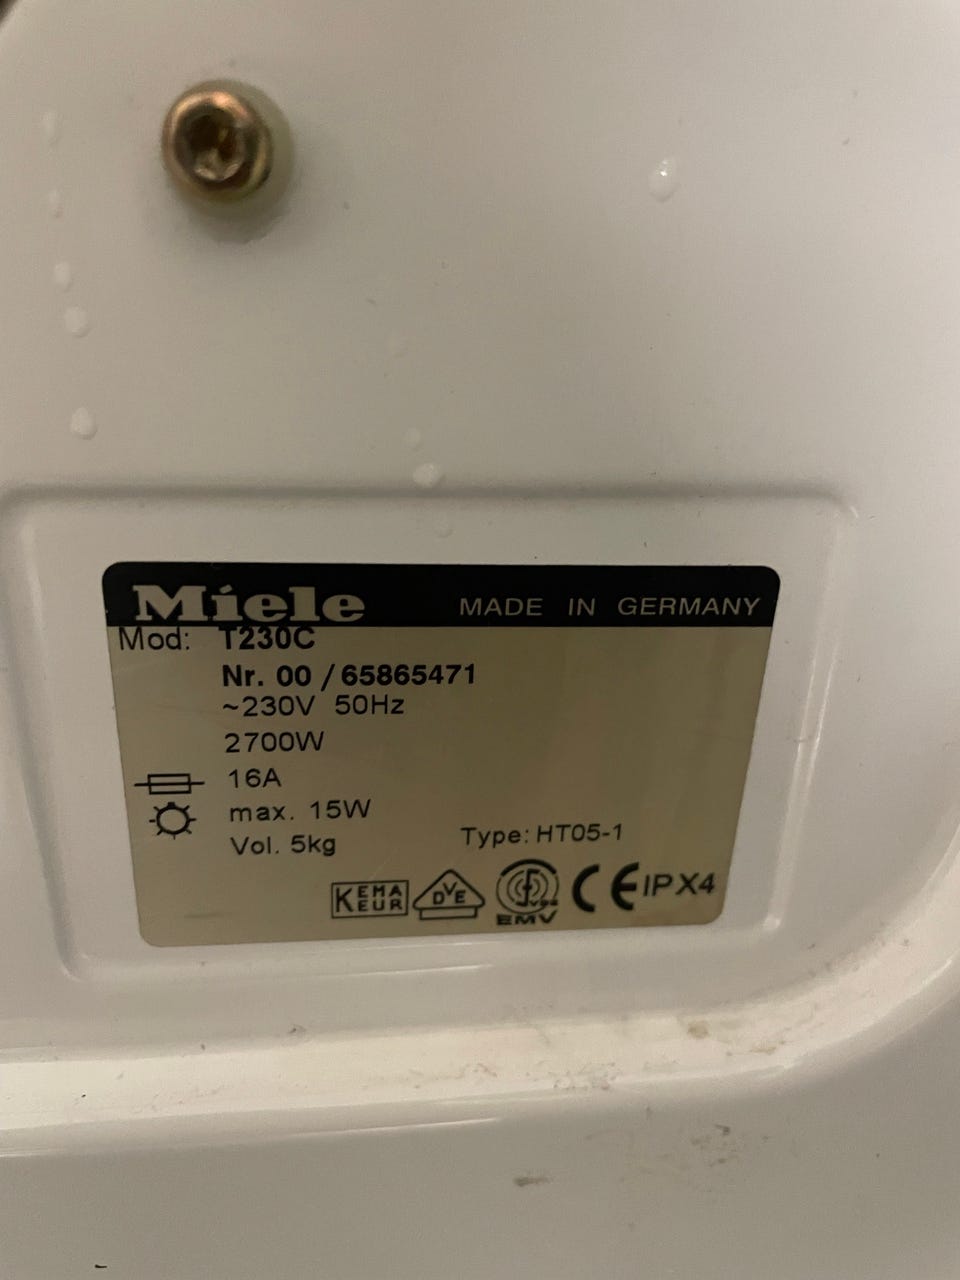 Miele MADE IN GERMANY
Mod: T230C
Nr. 00 / 65865471
~230V 50Hz
2700W
16A
max. 15W
Vol. 5kg Type: HT05-1
KEMA EUR DVE CE IPX4
EMV